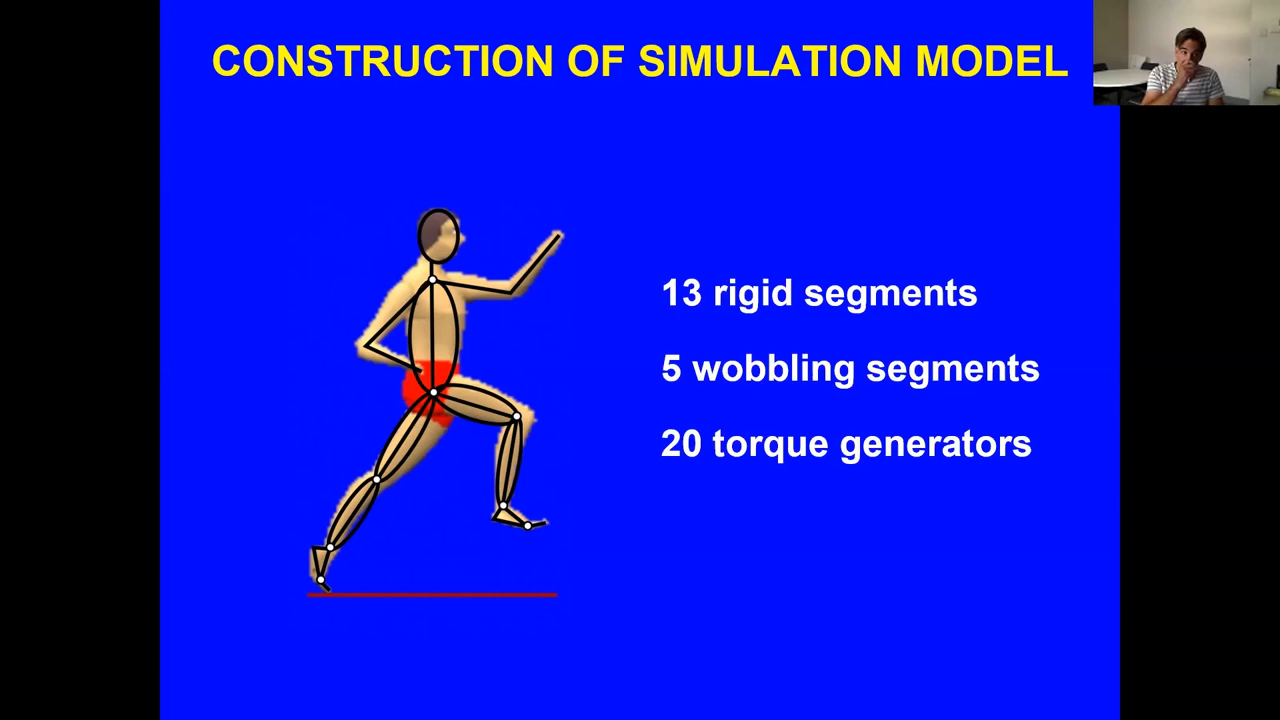 CONSTRUCTION OF SIMULATION MODEL
13 rigid segments
5 wobbling segments
20 torque generators